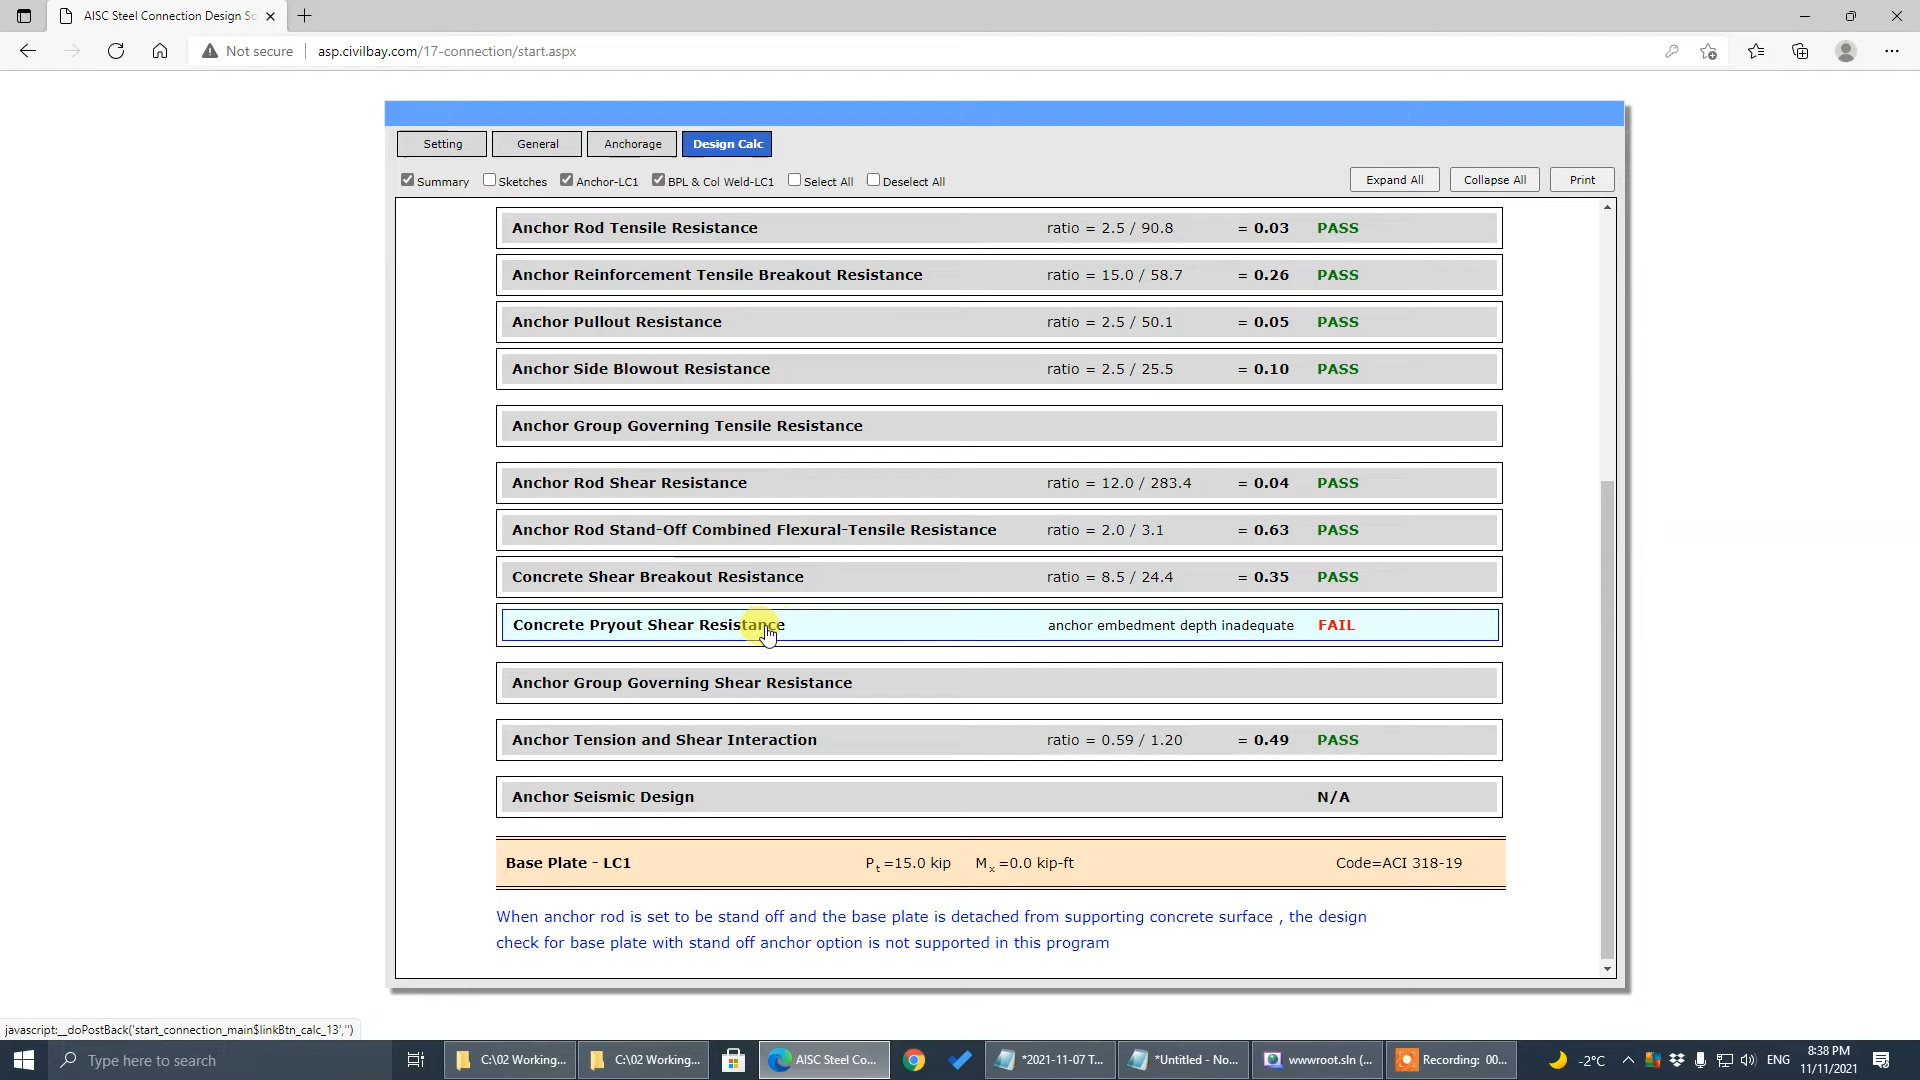 AISC Steel Connection Design So
Not secure
asp.civilbay.com/17-connection/start.aspx
Setting
General
Anchorage
Design Calc
Summary
Sketches
Anchor-LC1
BPL & Col Weld-LC1
Select All
Deselect All
Expand All
Collapse All
Print
Anchor Rod Tensile Resistance ratio = 2.5 / 90.8 = 0.03 PASS
Anchor Reinforcement Tensile Breakout Resistance ratio = 15.0 / 58.7 = 0.26 PASS
Anchor Pullout Resistance ratio = 2.5 / 50.1 = 0.05 PASS
Anchor Side Blowout Resistance ratio = 2.5 / 25.5 = 0.10 PASS
Anchor Group Governing Tensile Resistance
Anchor Rod Shear Resistance ratio = 12.0 / 283.4 = 0.04 PASS
Anchor Rod Stand-Off Combined Flexural-Tensile Resistance ratio = 2.0 / 3.1 = 0.63 PASS
Concrete Shear Breakout Resistance ratio = 8.5 / 24.4 = 0.35 PASS
Concrete Pryout Shear Resistance anchor embedment depth inadequate FAIL
Anchor Group Governing Shear Resistance
Anchor Tension and Shear Interaction ratio = 0.59 / 1.20 = 0.49 PASS
Anchor Seismic Design N/A
Base Plate - LC1 Pt =15.0 kip Mx =0.0 kip-ft Code=ACI 318-19
When anchor rod is set to be stand off and the base plate is detached from supporting concrete surface , the design
check for base plate with stand off anchor option is not supported in this program
javascript:__doPostBack('start_connection_main$linkBtn_calc_13','')
Type here to search
C:\02 Working...
C:\02 Working...
AISC Steel Co...
*2021-11-07 T...
*Untitled - No...
wwwroot.sln (...
Recording: 00...
-2°C
ENG
8:38 PM
11/11/2021